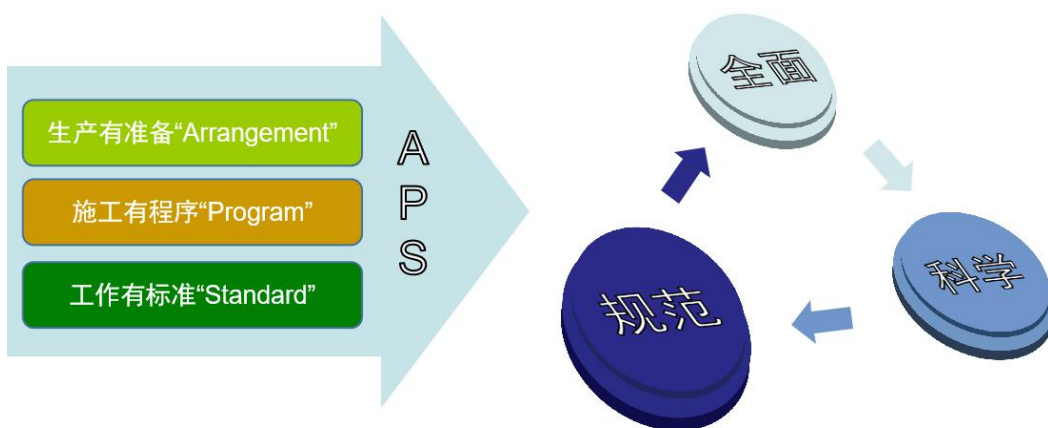 生产有准备“Arrangement”
施工有程序“Program”
工作有标准“Standard”
A
P
S
全面
科学
规范